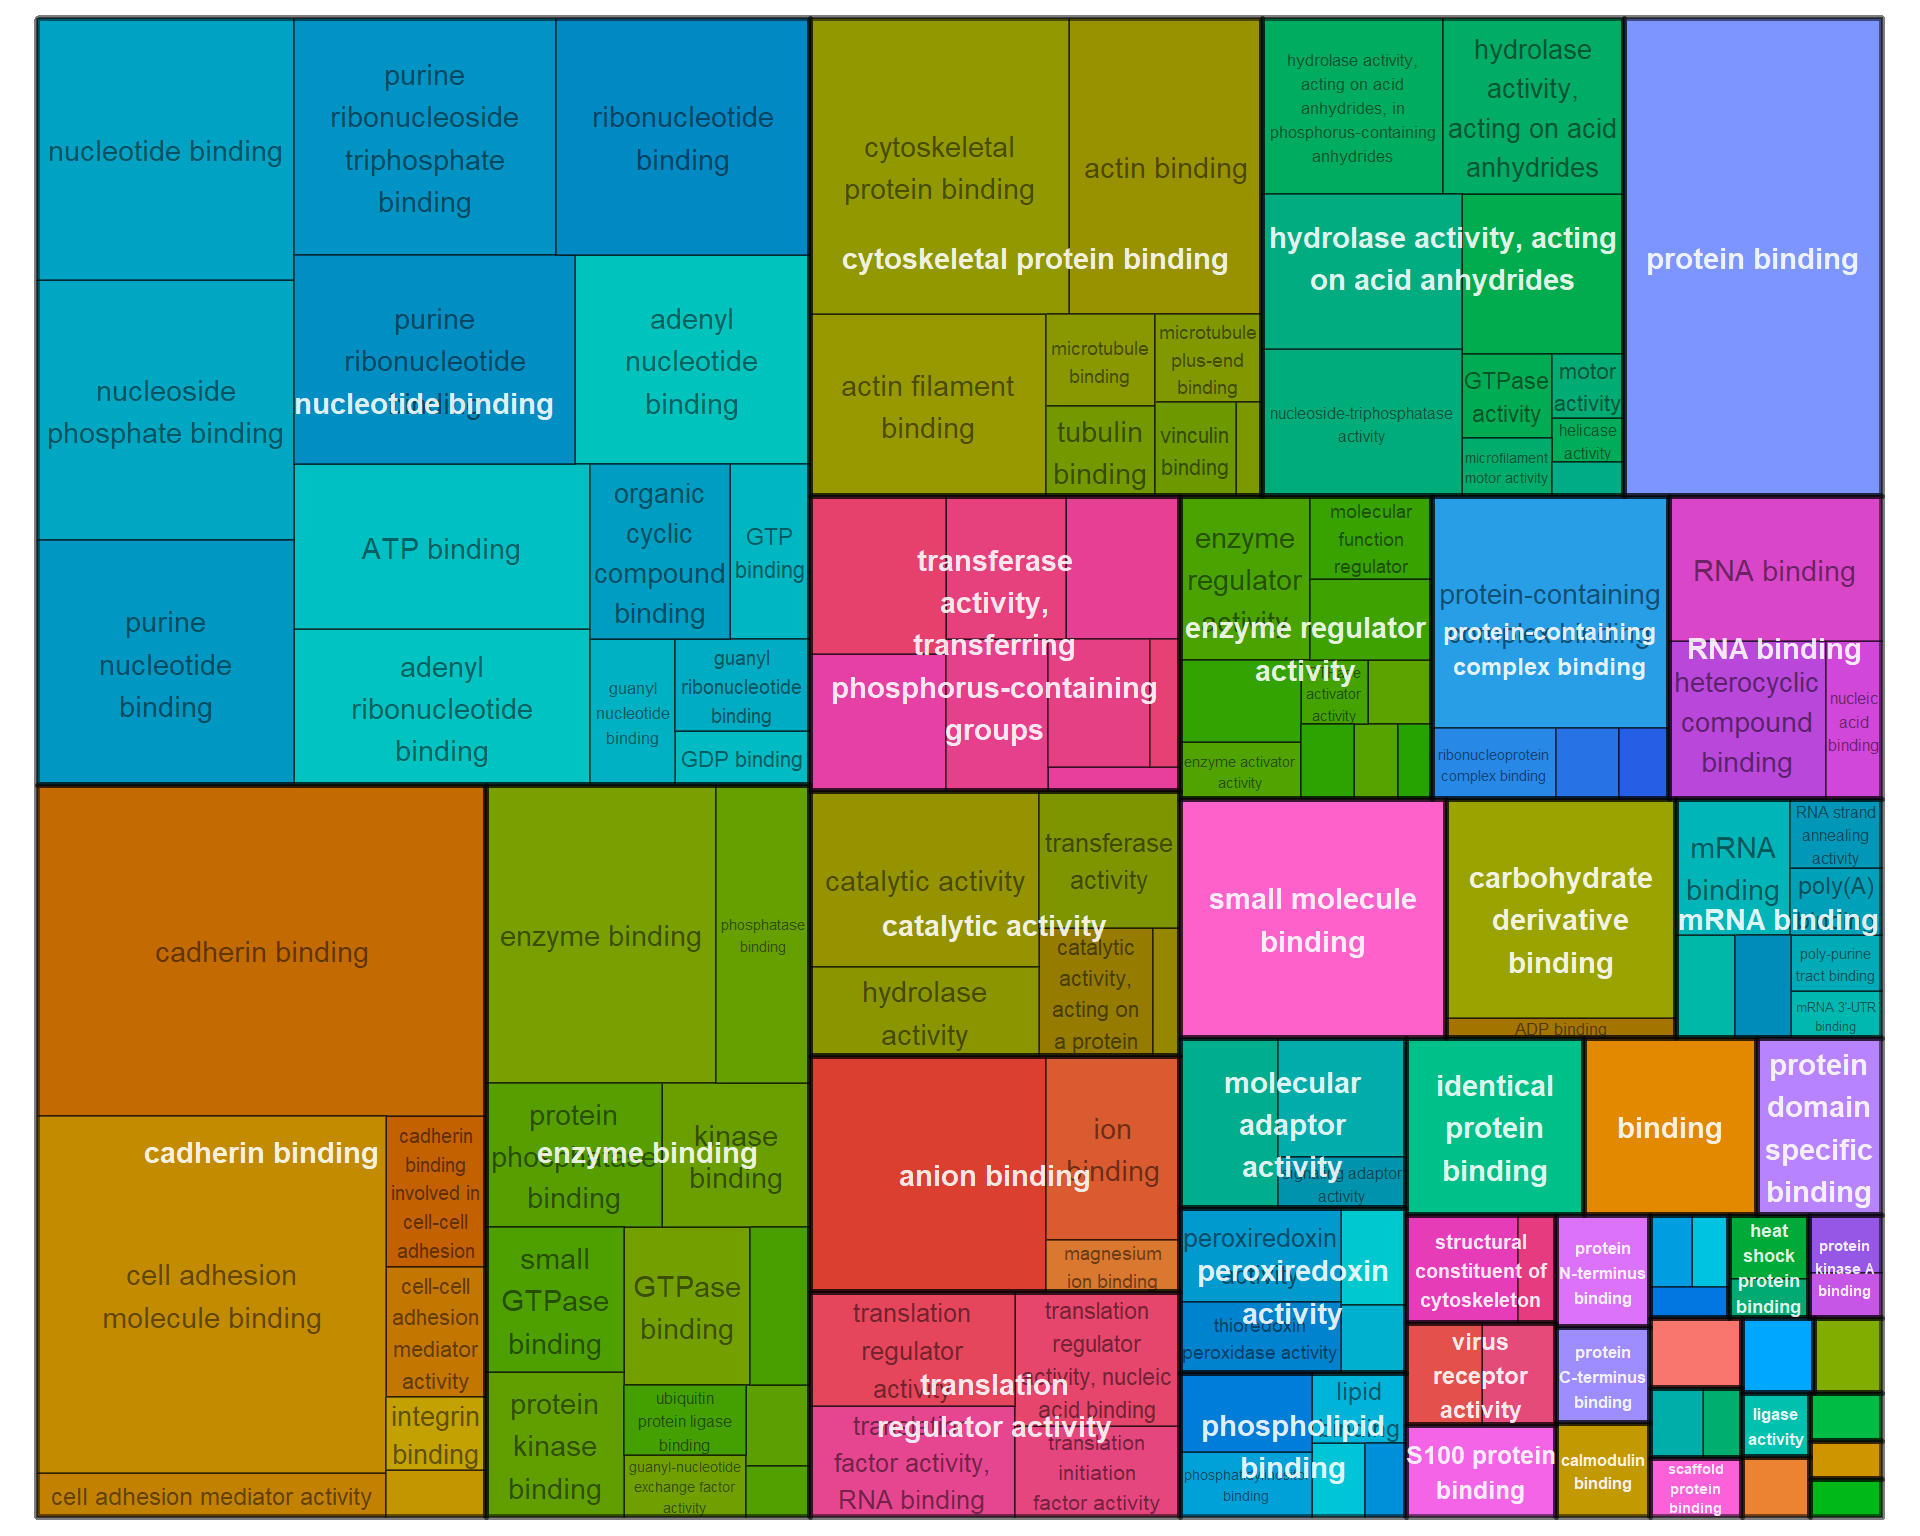 nucleotide binding
purine
ribonucleoside
triphosphate
binding
ribonucleotide
binding
nucleoside
phosphate binding
purine
ribonucleotide
nucleotide binding
adenyl
nucleotide
binding
purine
nucleotide
binding
ATP binding
organic
cyclic
compound
binding
GTP
binding
adenyl
ribonucleotide
binding
guanyl
nucleotide
binding
guanyl
ribonucleotide
binding
GDP binding
cytoskeletal
protein binding
actin binding
cytoskeletal protein binding
actin filament
binding
microtubule
binding
microtubule
plus-end
binding
tubulin
binding
vinculin
binding
hydrolase activity,
acting on acid
anhydrides, in
phosphorus-containing
anhydrides
hydrolase
activity,
acting on acid
anhydrides
hydrolase activity, acting
on acid anhydrides
nucleoside-triphosphatase
activity
GTPase
activity
motor
activity
helicase
activity
microfilament
motor activity
protein binding
transferase
activity,
transferring
phosphorus-containing
groups
enzyme
regulator
activity
molecular
function
regulator
enzyme regulator
activity
activator
activity
enzyme activator
activity
protein-containing
complex binding
protein-containing
complex binding
ribonucleoprotein
complex binding
RNA binding
RNA binding
heterocyclic
compound
binding
nucleic
acid
binding
cadherin binding
cadherin binding
cell adhesion
molecule binding
cadherin
binding
involved in
cell-cell
adhesion
cell-cell
adhesion
mediator
activity
integrin
binding
cell adhesion mediator activity
enzyme binding
phosphatase
binding
protein
phosphatase
binding
kinase
binding
enzyme binding
small
GTPase
binding
GTPase
binding
protein
kinase
binding
ubiquitin
protein ligase
binding
guanyl-nucleotide
exchange factor
activity
catalytic activity
transferase
activity
catalytic activity
hydrolase
activity
catalytic
activity,
acting on
a protein
anion binding
ion
binding
magnesium
ion binding
translation
regulator
activity
translation
regulator
activity, nucleic
acid binding
translation
regulator activity
translation
factor activity,
RNA binding
translation
initiation
factor activity
small molecule
binding
carbohydrate
derivative
binding
ADP binding
mRNA
binding
RNA strand
annealing
activity
poly(A)
mRNA binding
poly-purine
tract binding
mRNA 3'-UTR
binding
molecular
adaptor
activity
signaling adaptor
activity
identical
protein
binding
binding
protein
domain
specific
binding
peroxiredoxin
activity
peroxiredoxin
activity
thioredoxin
peroxidase activity
phospholipid
binding
lipid
binding
phosphatidylinositol
binding
structural
constituent of
cytoskeleton
virus
receptor
activity
S100 protein
binding
protein
N-terminus
binding
protein
C-terminus
binding
calmodulin
binding
heat
shock
protein
binding
protein
kinase A
binding
ligase
activity
scaffold
protein
binding